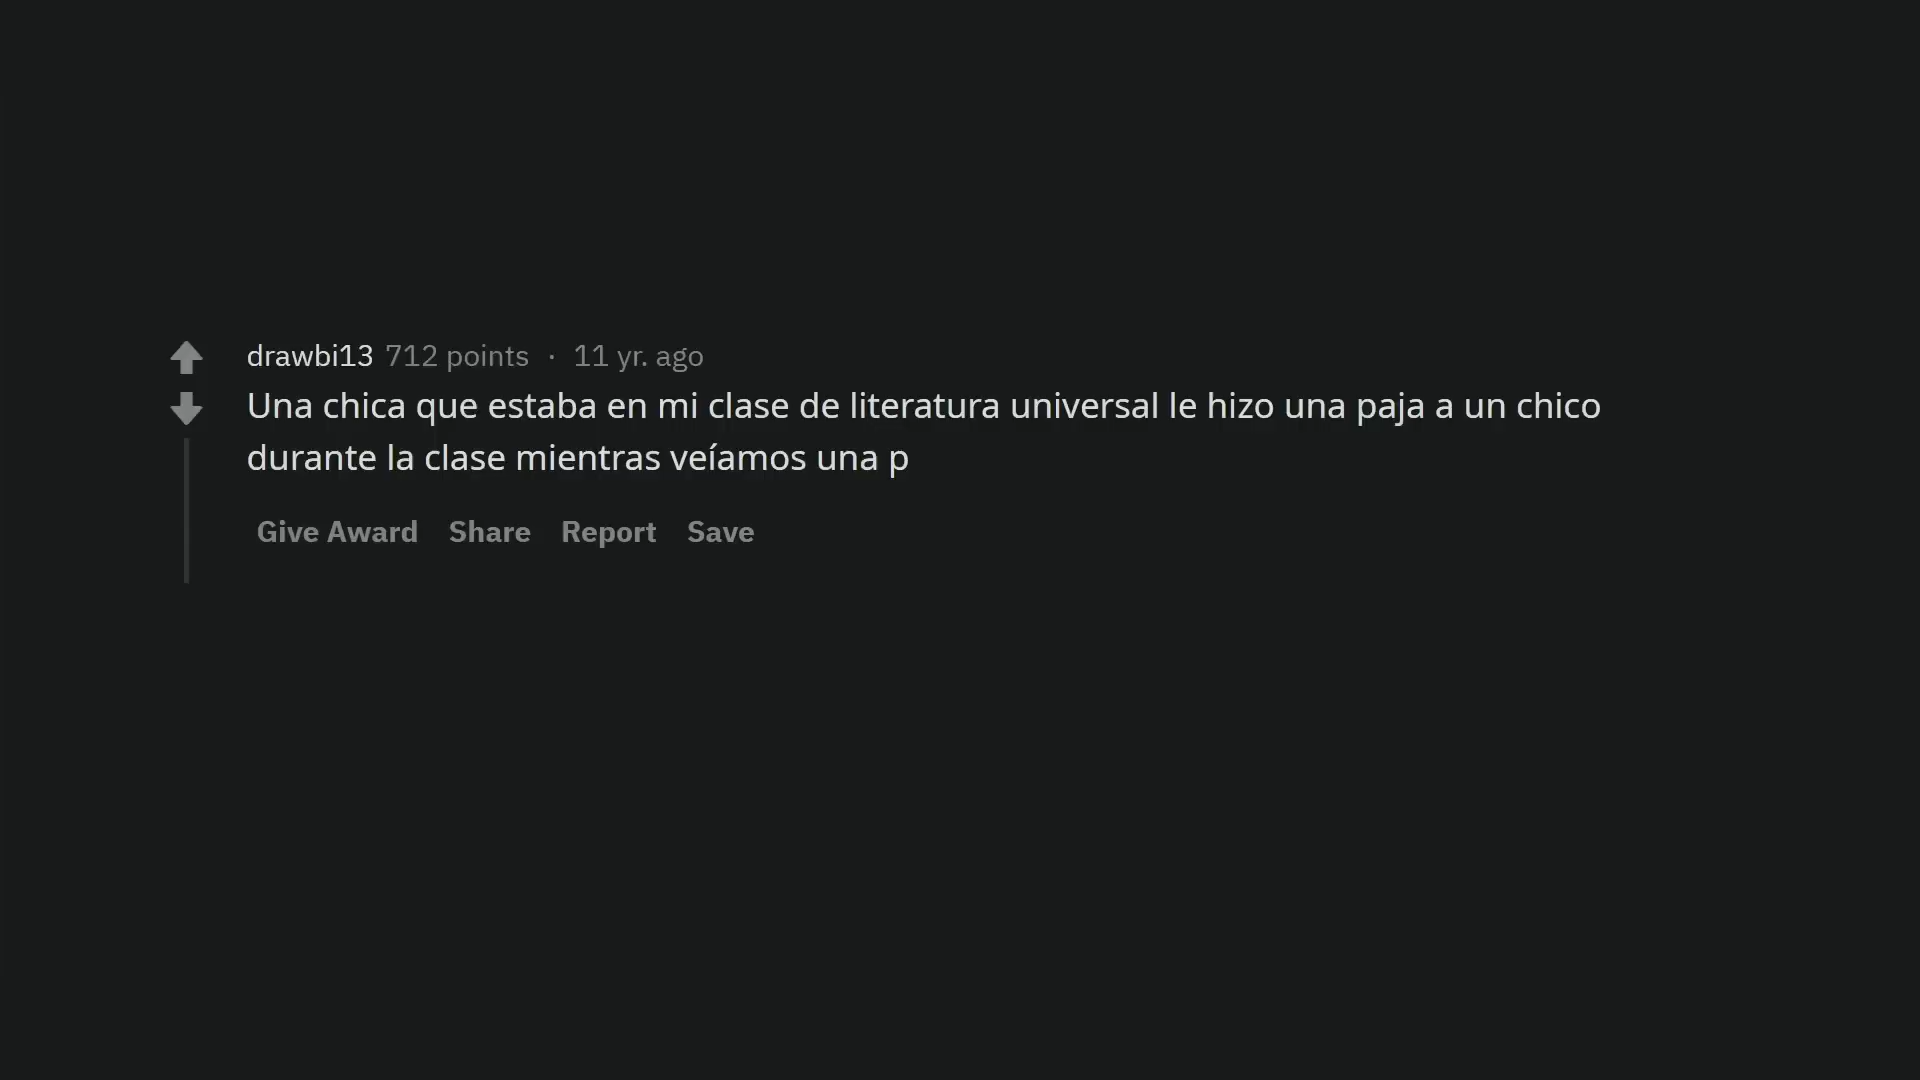 drawbi13 712 points · 11 yr. ago
Una chica que estaba en mi clase de literatura universal le hizo una paja a un chico
durante la clase mientras veíamos una p
Give Award Share Report Save